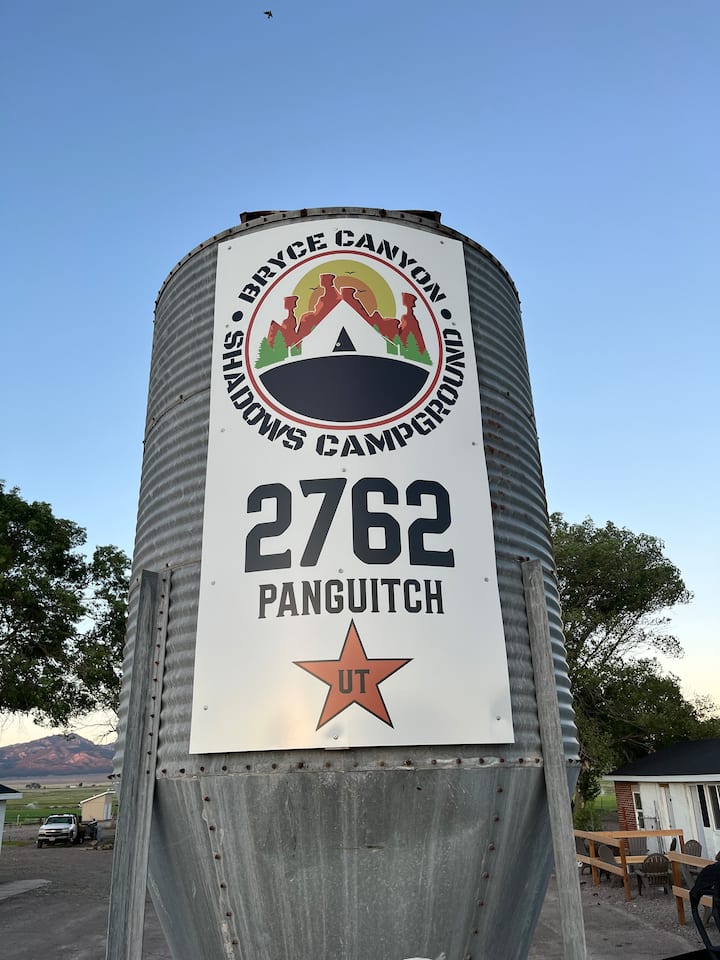 BRYCE CANYON
SHADOWS CAMPGROUND
2762
PANGUITCH
UT